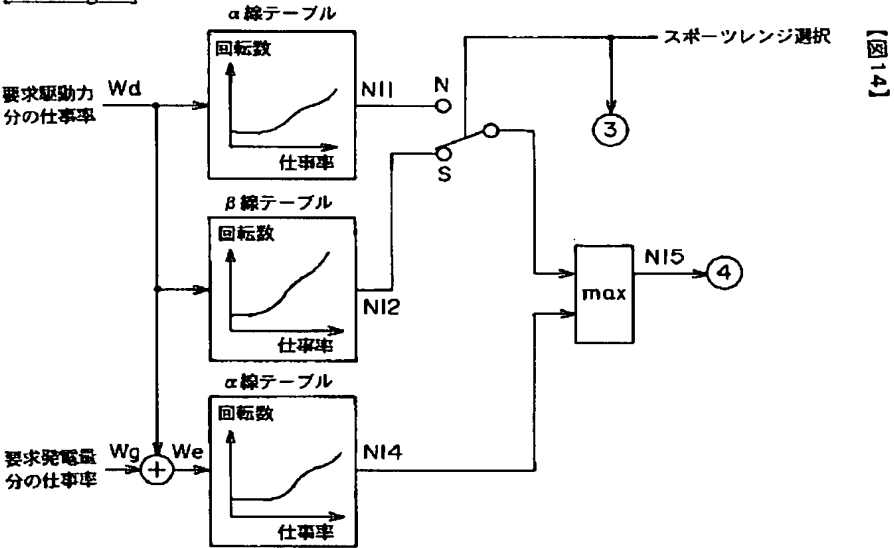 α線テーブル
回転数
仕事率
要求駆動力
分の仕事率
Wd
N11
N
S
スポーツレンジ選択
3
【図14】
β線テーブル
回転数
仕事率
N12
max
N15
4
α線テーブル
回転数
仕事率
要求発電量
分の仕事率
Wg
+
We
N14